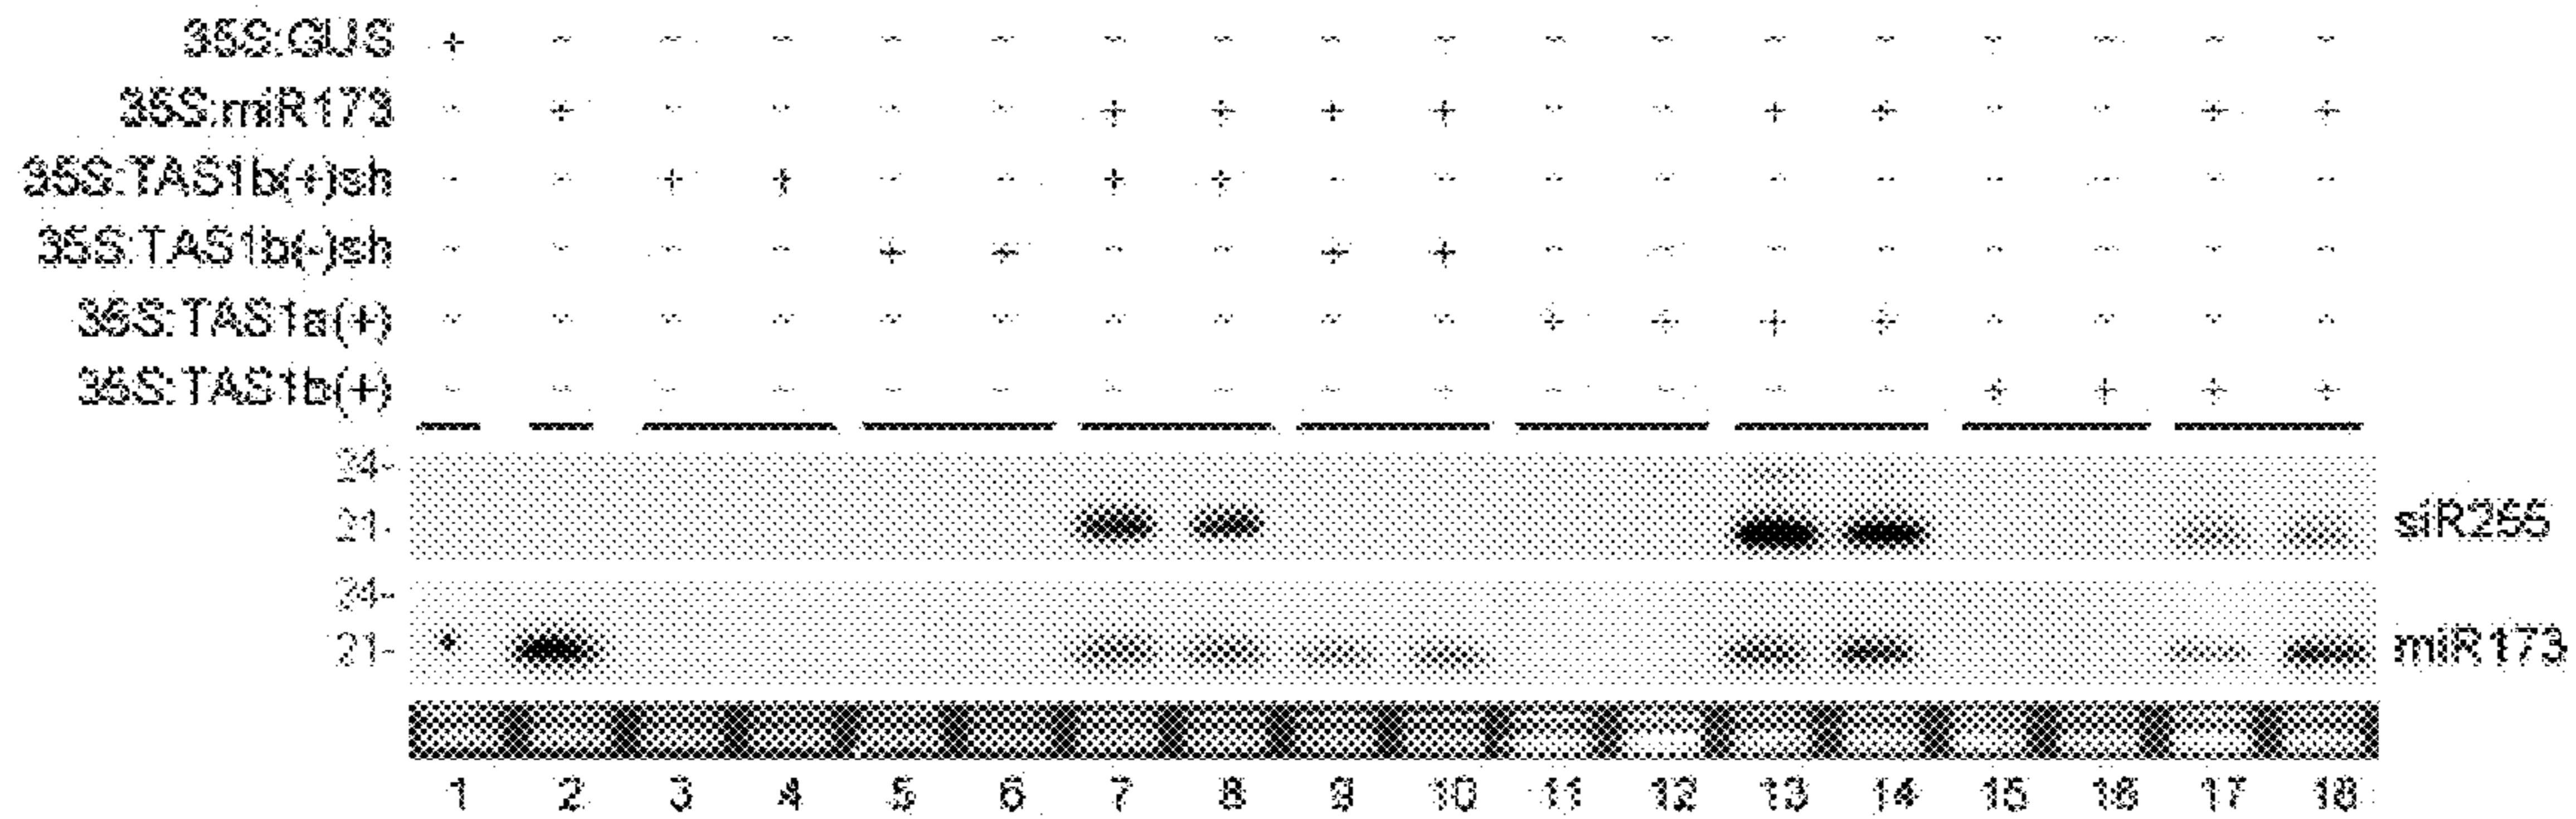 35S:GUS + - - - - - - - - - - - - - - - - -
35S:miR173 - + - - - - + + + + - - + + - - + +
35S:TAS1b(+)sh - - + + - - + + - - - - - - - - - -
35S:TAS1b(-)sh - - - - + + - - + + - - - - - - - -
35S:TAS1a(+) - - - - - - - - - - + + + + - - - -
35S:TAS1b(+) - - - - - - - - - - - - - - + + + +
24-
21- siR255
24-
21- miR173
1 2 3 4 5 6 7 8 9 10 11 12 13 14 15 16 17 18